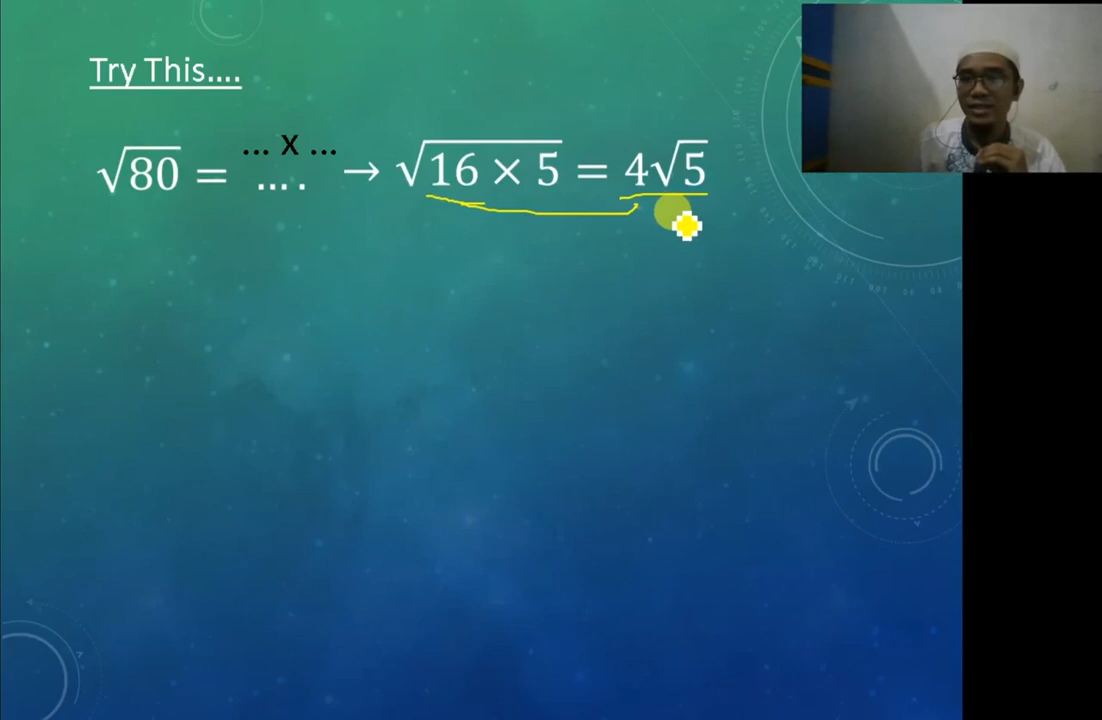 Try This....
√80 = ... x ... .... → √16 × 5 = 4√5